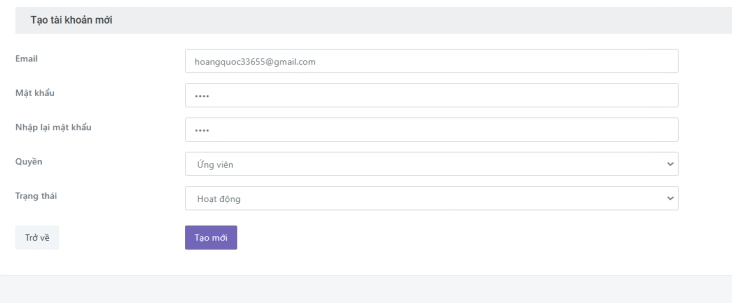 Tạo tài khoản mới
Email
hoangquoc33655@gmail.com
Mật khẩu
••••
Nhập lại mật khẩu
••••
Quyền
Ứng viên
Trạng thái
Hoạt động
Trở về
Tạo mới